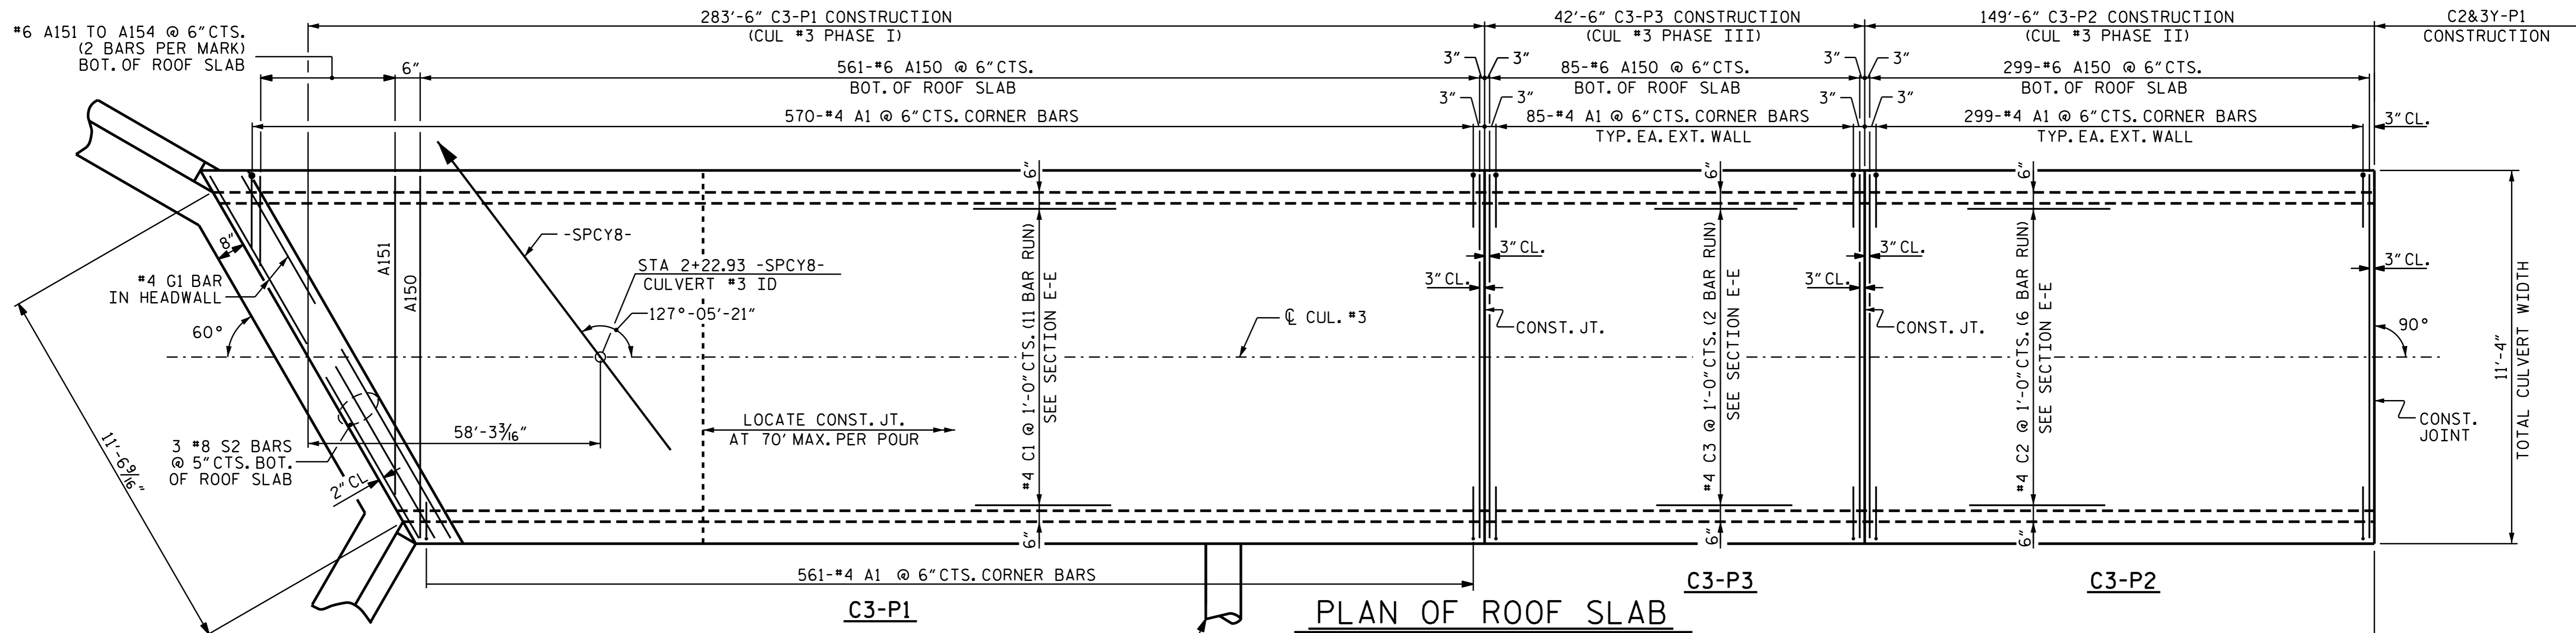 283'-6" C3-P1 CONSTRUCTION
(CUL #3 PHASE I)
42'-6" C3-P3 CONSTRUCTION
(CUL #3 PHASE III)
149'-6" C3-P2 CONSTRUCTION
(CUL #3 PHASE II)
C2&3Y-P1
CONSTRUCTION
#6 A151 TO A154 @ 6"CTS.
(2 BARS PER MARK)
BOT. OF ROOF SLAB
6"
561-#6 A150 @ 6"CTS.
BOT. OF ROOF SLAB
3"
3"
85-#6 A150 @ 6"CTS.
BOT. OF ROOF SLAB
3"
3"
299-#6 A150 @ 6"CTS.
BOT. OF ROOF SLAB
570-#4 A1 @ 6"CTS. CORNER BARS
3"
3"
85-#4 A1 @ 6"CTS. CORNER BARS
TYP. EA. EXT. WALL
3"
3"
299-#4 A1 @ 6"CTS. CORNER BARS
TYP. EA. EXT. WALL
3" CL.
6"
6"
6"
8"
#4 G1 BAR
IN HEADWALL
60°
A151
A150
-SPCY8-
STA 2+22.93 -SPCY8-
CULVERT #3 ID
127°-05'-21"
#4 C1 @ 1'-0"CTS. (11 BAR RUN)
SEE SECTION E-E
℄ CUL. #3
3" CL.
3" CL.
CONST. JT.
#4 C3 @ 1'-0"CTS. (2 BAR RUN)
SEE SECTION E-E
3" CL.
3" CL.
CONST. JT.
#4 C2 @ 1'-0"CTS. (6 BAR RUN)
SEE SECTION E-E
3" CL.
90°
11'-4"
TOTAL CULVERT WIDTH
CONST.
JOINT
11'-6 9/16"
3 #8 S2 BARS
@ 5"CTS. BOT.
OF ROOF SLAB
2" CL
58'-3 3/16"
LOCATE CONST. JT.
AT 70' MAX. PER POUR
6"
6"
6"
561-#4 A1 @ 6"CTS. CORNER BARS
C3-P1
C3-P3
C3-P2
PLAN OF ROOF SLAB